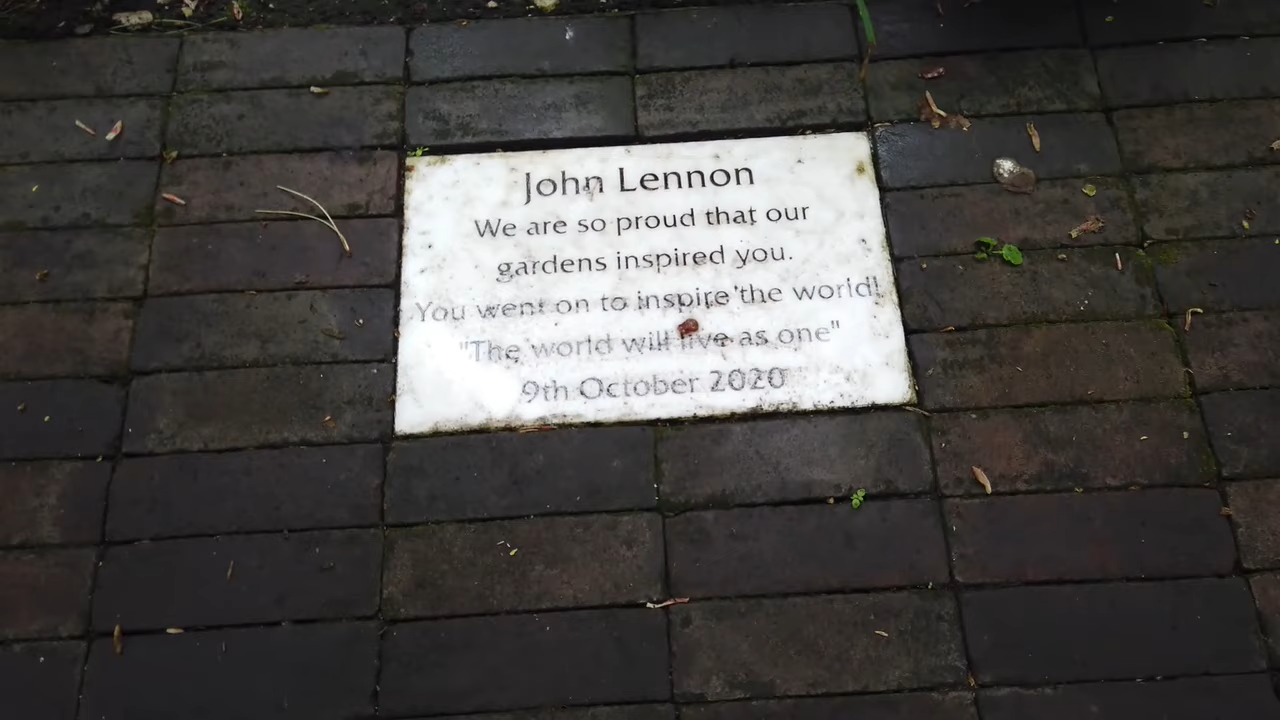 John Lennon
We are so proud that our
gardens inspired you.
You went on to inspire the world!
"The world will live as one"
9th October 2020